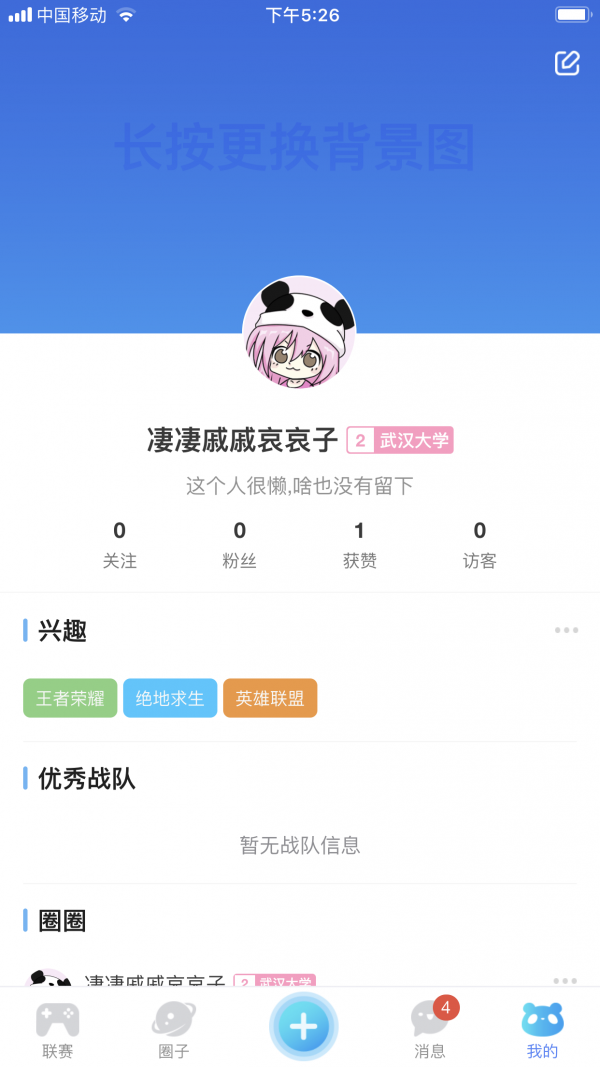 中国移动 下午5:26
长按更换背景图
凄凄戚戚哀哀子 2 武汉大学
这个人很懒,啥也没有留下
0 0 1 0
关注 粉丝 获赞 访客
兴趣
王者荣耀 绝地求生 英雄联盟
优秀战队
暂无战队信息
圈圈
凄凄戚戚哀哀子 2 武汉大学
4
联赛 圈子 消息 我的